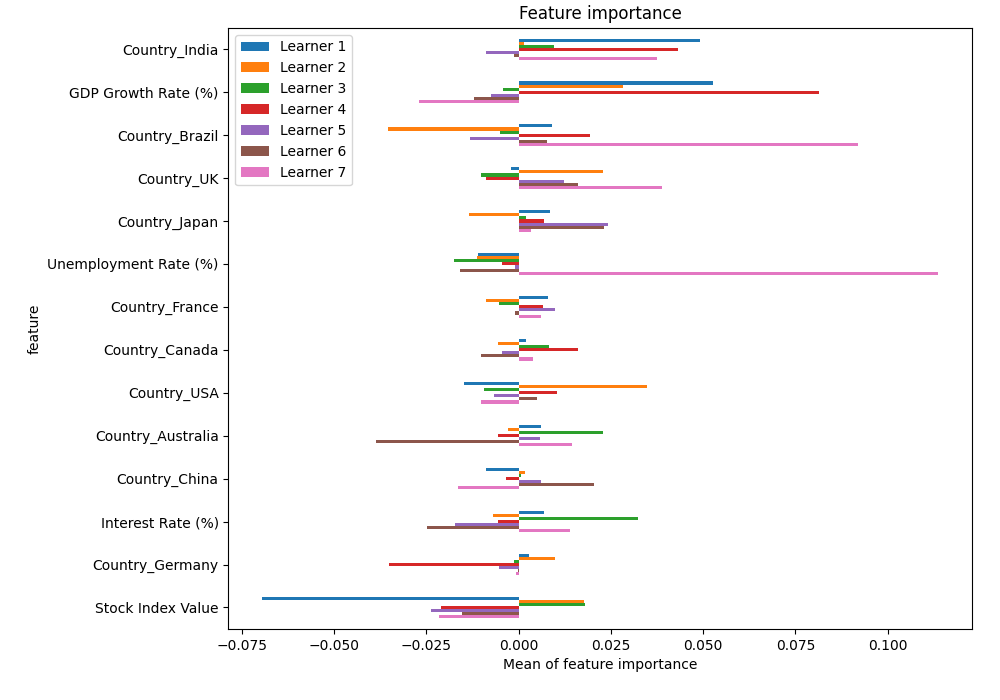 Feature importance
Learner 1
Learner 2
Learner 3
Learner 4
Learner 5
Learner 6
Learner 7
feature
Country_India
GDP Growth Rate (%)
Country_Brazil
Country_UK
Country_Japan
Unemployment Rate (%)
Country_France
Country_Canada
Country_USA
Country_Australia
Country_China
Interest Rate (%)
Country_Germany
Stock Index Value
−0.075 −0.050 −0.025 0.000 0.025 0.050 0.075 0.100
Mean of feature importance